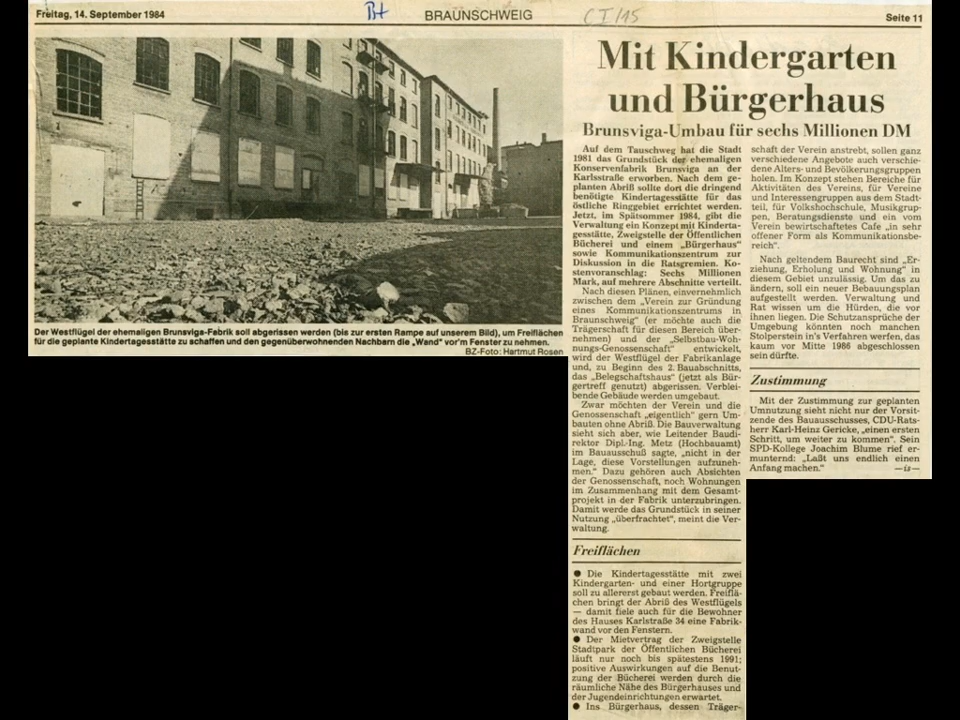 Freitag, 14. September 1984
B+
BRAUNSCHWEIG
C I/15
Seite 11
Der Westflügel der ehemaligen Brunsviga-Fabrik soll abgerissen werden (bis zur ersten Rampe auf unserem Bild), um Freiflächen
für die geplante Kindertagesstätte zu schaffen und den gegenüberwohnenden Nachbarn die „Wand“ vor'm Fenster zu nehmen.
BZ-Foto: Hartmut Rosen
Mit Kindergarten
und Bürgerhaus
Brunsviga-Umbau für sechs Millionen DM
Auf dem Tauschweg hat die Stadt
1981 das Grundstück der ehemaligen
Konservenfabrik Brunsviga an der
Karlstraße erworben. Nach dem ge-
planten Abriß sollte dort die dringend
benötigte Kindertagesstätte für das
östliche Ringgebiet errichtet werden.
Jetzt, im Spätsommer 1984, gibt die
Verwaltung ein Konzept mit Kinderta-
gesstätte, Zweigstelle der Öffentlichen
Bücherei und einem „Bürgerhaus“
sowie Kommunikationszentrum zur
Diskussion in die Ratsgremien. Ko-
stenvoranschlag: Sechs Millionen
Mark, auf mehrere Abschnitte verteilt.
Nach diesen Plänen, einvernehmlich
zwischen dem „Verein zur Gründung
eines Kommunikationszentrums in
Braunschweig“ (er möchte auch die
Trägerschaft für diesen Bereich über-
nehmen) und der „Selbstbau-Woh-
nungs-Genossenschaft“ entwickelt,
wird der Westflügel der Fabrikanlage
und, zu Beginn des 2. Bauabschnitts,
das „Belegschaftshaus“ (jetzt als Bür-
gertreff genutzt) abgerissen. Verblei-
bende Gebäude werden umgebaut.
Zwar möchten der Verein und die
Genossenschaft „eigentlich“ gern Um-
bauten ohne Abriß. Die Bauverwaltung
sieht sich aber, wie Leitender Baudi-
rektor Dipl.-Ing. Metz (Hochbauamt)
im Bauausschuß sagte, „nicht in der
Lage, diese Vorstellungen aufzuneh-
men.“ Dazu gehören auch Absichten
der Genossenschaft, noch Wohnungen
im Zusammenhang mit dem Gesamt-
projekt in der Fabrik unterzubringen.
Damit werde das Grundstück in seiner
Nutzung „überfrachtet“, meint die Ver-
waltung.
Freiflächen
● Die Kindertagesstätte mit zwei
Kindergarten- und einer Hortgruppe
soll zu allererst gebaut werden. Freiflä-
chen bringt der Abriß des Westflügels
— damit fiele auch für die Bewohner
des Hauses Karlstraße 34 eine Fabrik-
wand vor den Fenstern.
● Der Mietvertrag der Zweigstelle
Stadtpark der Öffentlichen Bücherei
läuft nur noch bis spätestens 1991;
positive Auswirkungen auf die Benut-
zung der Bücherei werden durch die
räumliche Nähe des Bürgerhauses und
der Jugendeinrichtungen erwartet.
● Ins Bürgerhaus, dessen Träger-
schaft der Verein anstrebt, sollen ganz
verschiedene Angebote auch verschie-
dene Alters- und Bevölkerungsgruppen
holen. Im Konzept stehen Bereiche für
Aktivitäten des Vereins, für Vereine
und Interessengruppen aus dem Stadt-
teil, für Volkshochschule, Musikgrup-
pen, Beratungsdienste und ein vom
Verein bewirtschaftetes Cafe „in sehr
offener Form als Kommunikationsbe-
reich“.
Nach geltendem Baurecht sind „Er-
ziehung, Erholung und Wohnung“ in
diesem Gebiet unzulässig. Um das zu
ändern, soll ein neuer Bebauungsplan
aufgestellt werden. Verwaltung und
Rat wissen um die Hürden, die vor
ihnen liegen. Die Schutzansprüche der
Umgebung könnten noch manchen
Stolperstein in's Verfahren werfen, das
kaum vor Mitte 1986 abgeschlossen
sein dürfte.
Zustimmung
Mit der Zustimmung zur geplanten
Umnutzung sieht nicht nur der Vorsit-
zende des Bauausschusses, CDU-Rats-
herr Karl-Heinz Gericke, „einen ersten
Schritt, um weiter zu kommen“. Sein
SPD-Kollege Joachim Blume rief er-
munternd: „Laßt uns endlich einen
Anfang machen.“ —is—